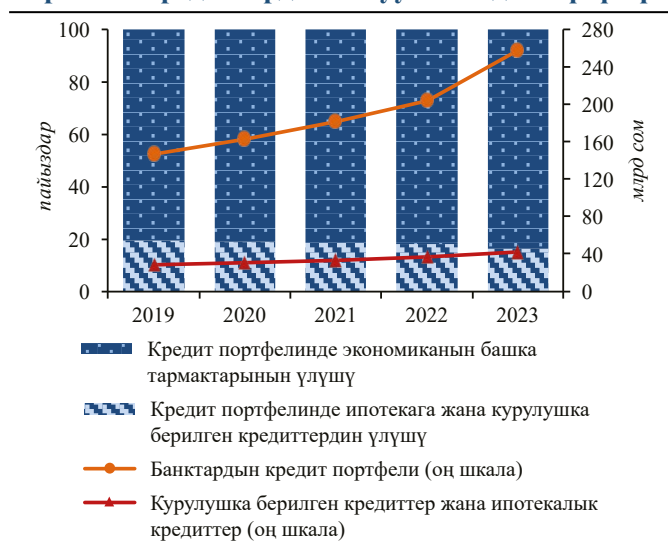 100 280
80 240
200
60 160
40 120
80
20 40
0 0
пайыздар
млрд сом
2019 2020 2021 2022 2023
Кредит портфелинде экономиканын башка
тармактарынын үлүшү
Кредит портфелинде ипотекага жана курулушка
берилген кредиттердин үлүшү
Банктардын кредит портфели (оң шкала)
Курулушка берилген кредиттер жана ипотекалык
кредиттер (оң шкала)